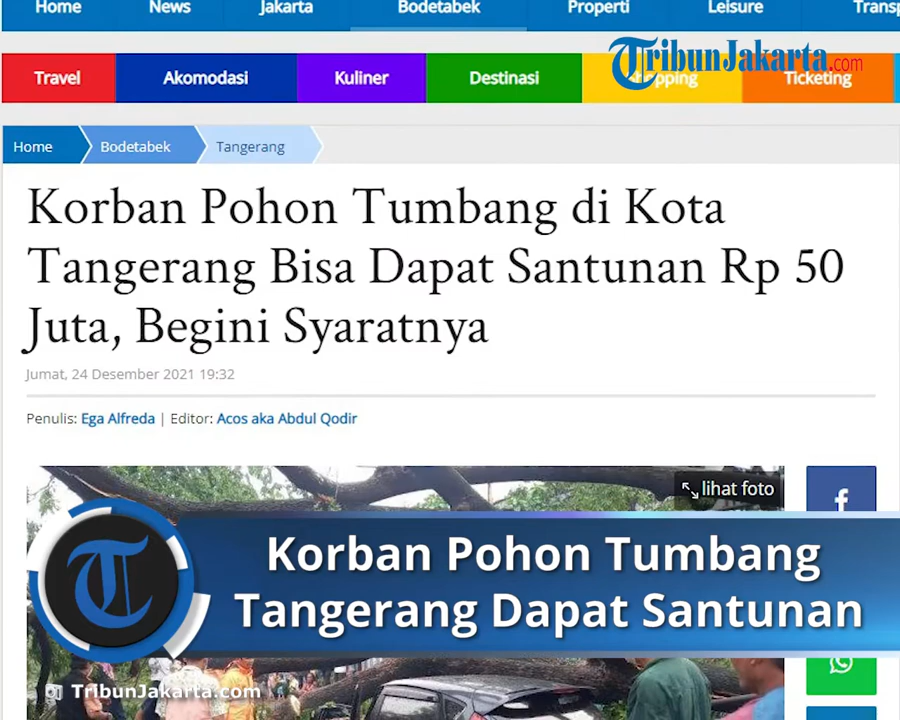 Home News Jakarta Bodetabek Properti Leisure Transp
TribunJakarta.com
Travel Akomodasi Kuliner Destinasi Shopping Ticketing
Home Bodetabek Tangerang
Korban Pohon Tumbang di Kota
Tangerang Bisa Dapat Santunan Rp 50
Juta, Begini Syaratnya
Jumat, 24 Desember 2021 19:32
Penulis: Ega Alfreda | Editor: Acos aka Abdul Qodir
lihat foto
f
Korban Pohon Tumbang
Tangerang Dapat Santunan
T
TribunJakarta.com